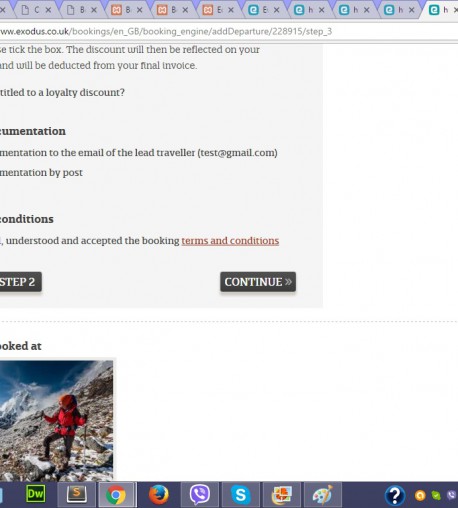 C
B
B
B
B
E
E
h
h
h
h
ww.exodus.co.uk/bookings/en_GB/booking_engine/addDeparture/228915/step_3
se tick the box. The discount will then be reflected on your
and will be deducted from your final invoice.
titled to a loyalty discount?
cumentation
mentation to the email of the lead traveller (test@gmail.com)
mentation by post
conditions
, understood and accepted the booking terms and conditions
STEP 2
CONTINUE »
ooked at
Dw
S
S
?